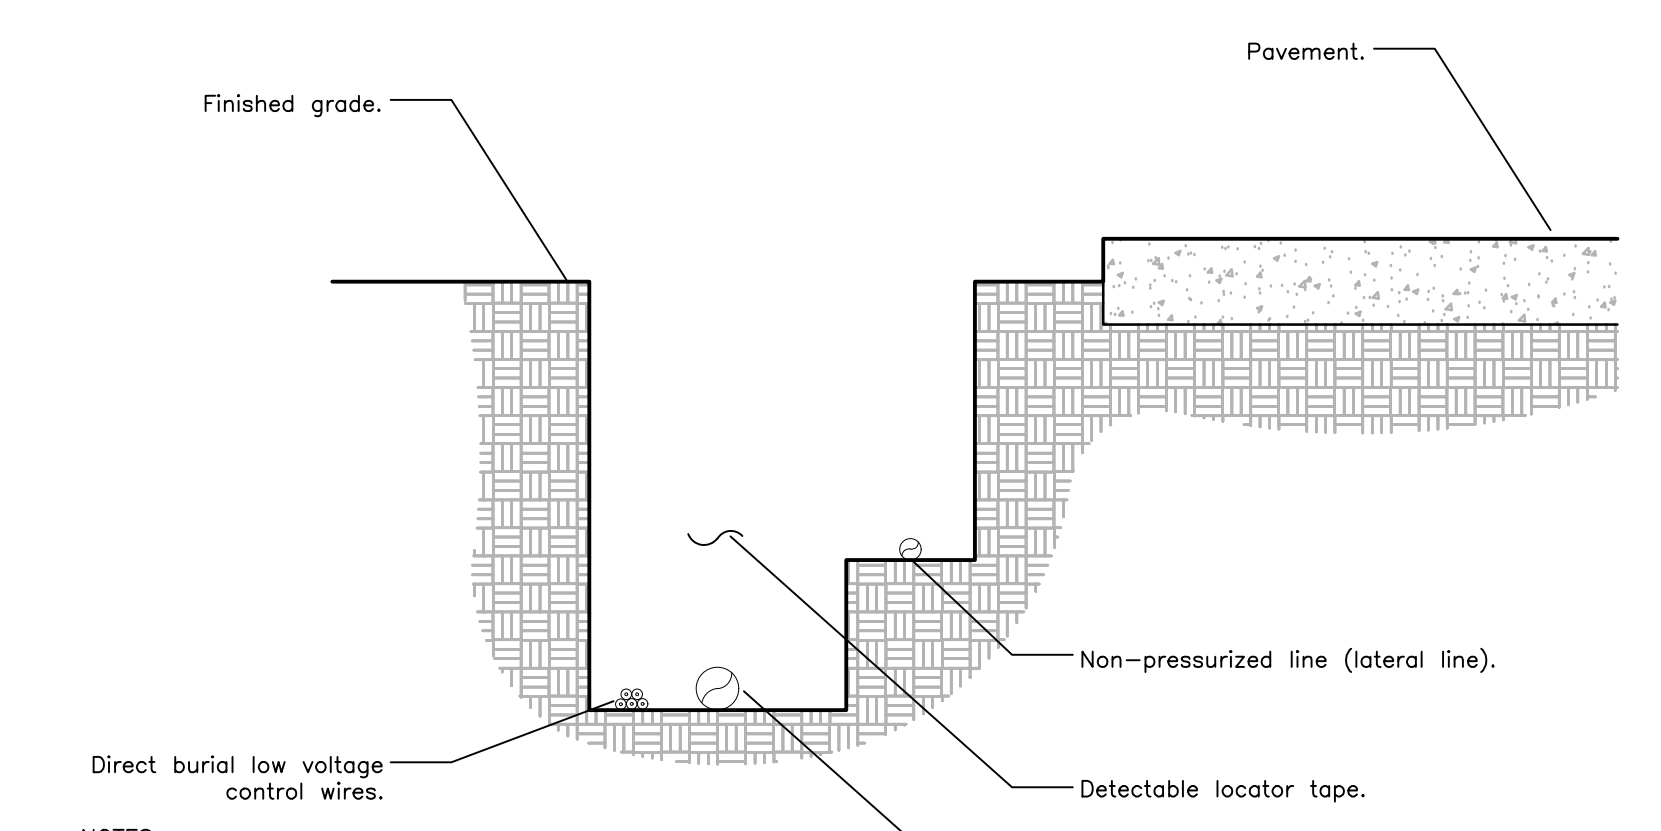 Pavement.
Finished grade.
Non-pressurized line (lateral line).
Direct burial low voltage
control wires.
Detectable locator tape.